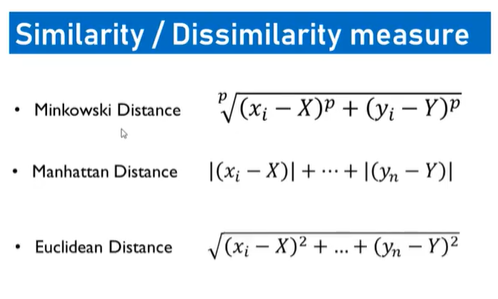 Similarity / Dissimilarity measure
• Minkowski Distance ᵖ√(xᵢ − X)ᵖ + (yᵢ − Y)ᵖ
• Manhattan Distance |(xᵢ − X)| + ⋯ + |(yₙ − Y)|
• Euclidean Distance √(xᵢ − X)² + … + (yₙ − Y)²